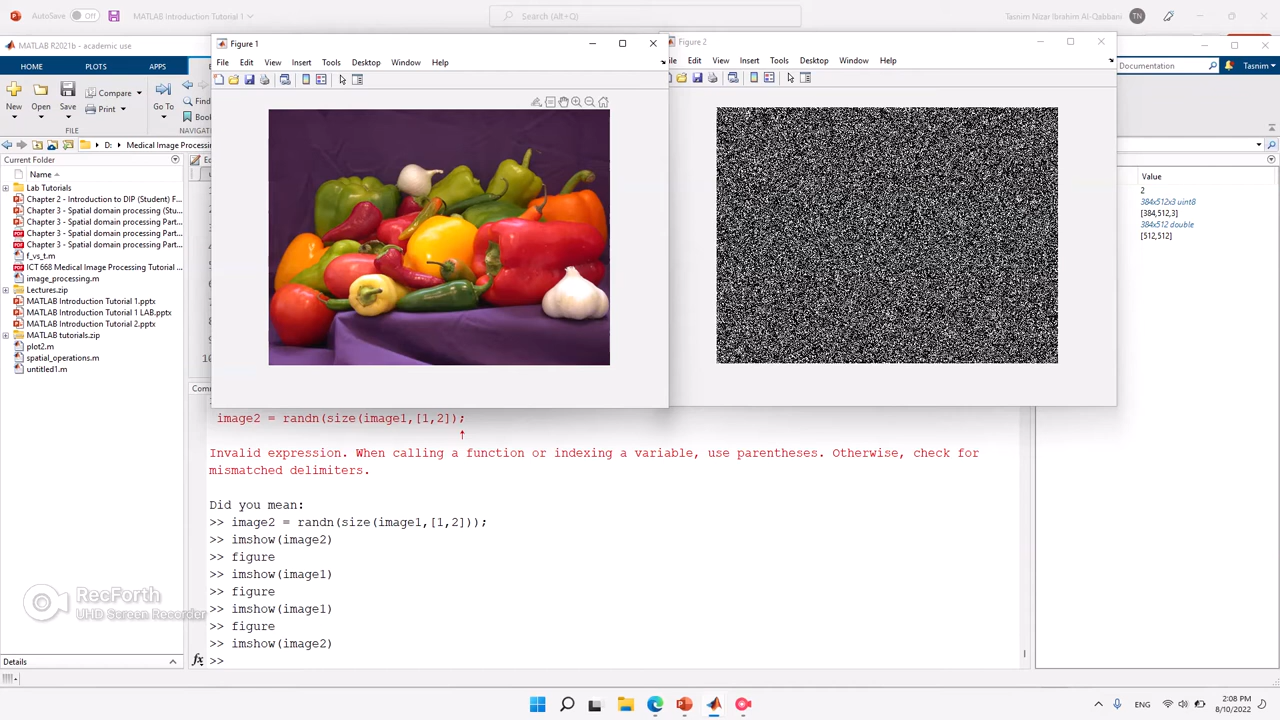 AutoSave Off MATLAB Introduction Tutorial 1 Search (Alt+Q) Tasnim Nizar Ibrahim Al-Qabbani TN
MATLAB R2021b - academic use
HOME PLOTS APPS
Documentation Tasnim
New Open Save Compare Print Go To
FILE
D: Medical Image Processin
Figure 1
File Edit View Insert Tools Desktop Window Help
Figure 2
Edit View Insert Tools Desktop Window Help
Current Folder
Name
Lab Tutorials
Chapter 2 - Introduction to DIP (Student) F...
Chapter 3 - Spatial domain processing (Stu...
Chapter 3 - Spatial domain processing Part...
Chapter 3 - Spatial domain processing Part...
Chapter 3 - Spatial domain processing Part...
f_vs_t.m
ICT 668 Medical Image Processing Tutorial ...
image_processing.m
Lectures.zip
MATLAB Introduction Tutorial 1.pptx
MATLAB Introduction Tutorial 1 LAB.pptx
MATLAB Introduction Tutorial 2.pptx
MATLAB tutorials.zip
plot2.m
spatial_operations.m
untitled1.m
Details
Value
2
384x512x3 uint8
[384,512,3]
384x512 double
[512,512]
image2 = randn(size(image1,[1,2]);
↑
Invalid expression. When calling a function or indexing a variable, use parentheses. Otherwise, check for
mismatched delimiters.
Did you mean:
>> image2 = randn(size(image1,[1,2]));
>> imshow(image2)
>> figure
>> imshow(image1)
>> figure
>> imshow(image1)
>> figure
>> imshow(image2)
fx >>
RecForth
UHD Screen Recorder
ENG 2:08 PM
8/10/2022